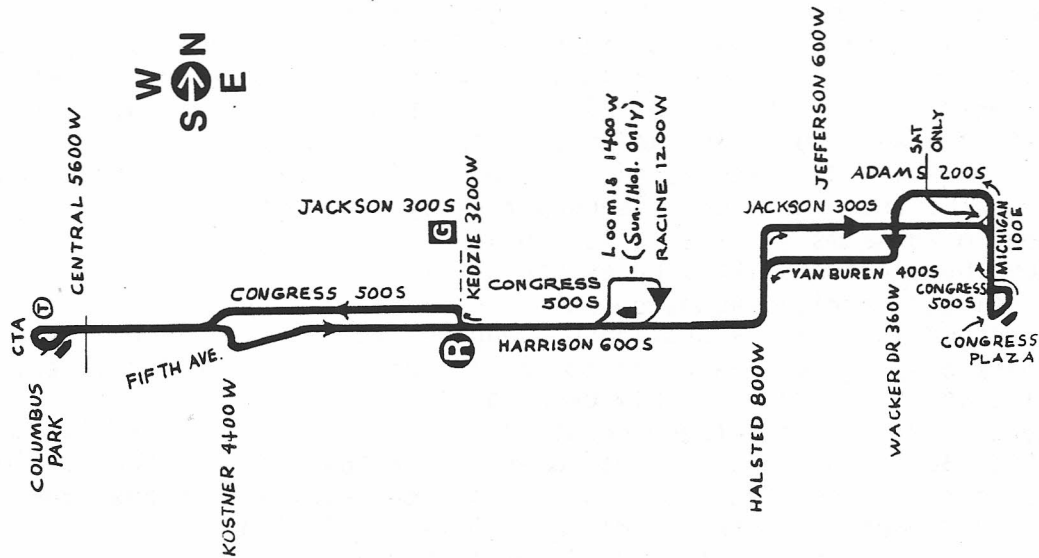 W
S N
E
CTA
T
COLUMBUS
PARK
CENTRAL 5600W
FIFTH AVE.
KOSTNER 4400W
CONGRESS 500S
JACKSON 300S
G
KEDZIE 3200W
R
HARRISON 600S
CONGRESS
500S
Loomis 1400W
(Sun./Hol. Only)
RACINE 1200W
HALSTED 800W
JACKSON 300S
JEFFERSON 600W
VAN BUREN 400S
WACKER DR 360W
ADAMS 200S
SAT
ONLY
MICHIGAN
100E
CONGRESS
500S
CONGRESS
PLAZA